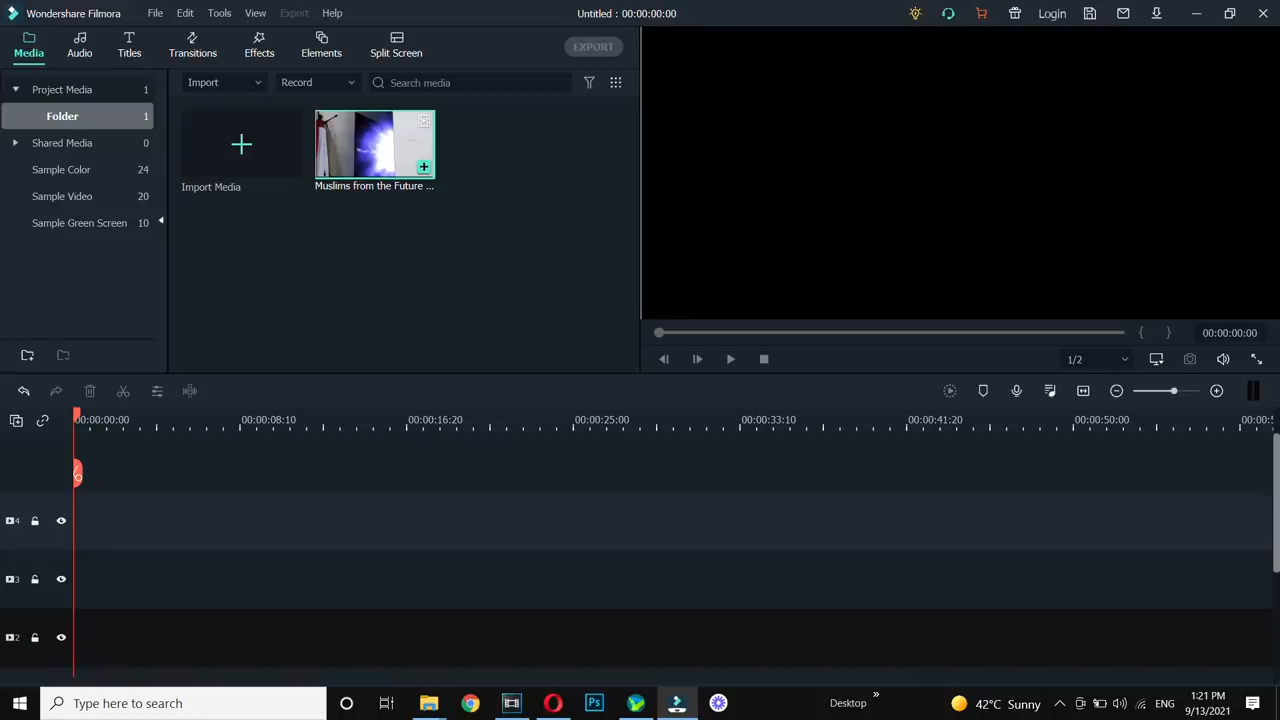 Wondershare Filmora File Edit Tools View Export Help Untitled : 00:00:00:00 Login
Media Audio Titles Transitions Effects Elements Split Screen EXPORT
Project Media 1
Folder 1
Shared Media 0
Sample Color 24
Sample Video 20
Sample Green Screen 10
Import Record Search media
Import Media
Muslims from the Future ...
00:00:00:00
1/2
00:00:00:00 00:00:08:10 00:00:16:20 00:00:25:00 00:00:33:10 00:00:41:20 00:00:50:00 00:00:5
4
3
2
Type here to search
Ps
Desktop
»
42°C Sunny
ENG
1:21 PM
9/13/2021